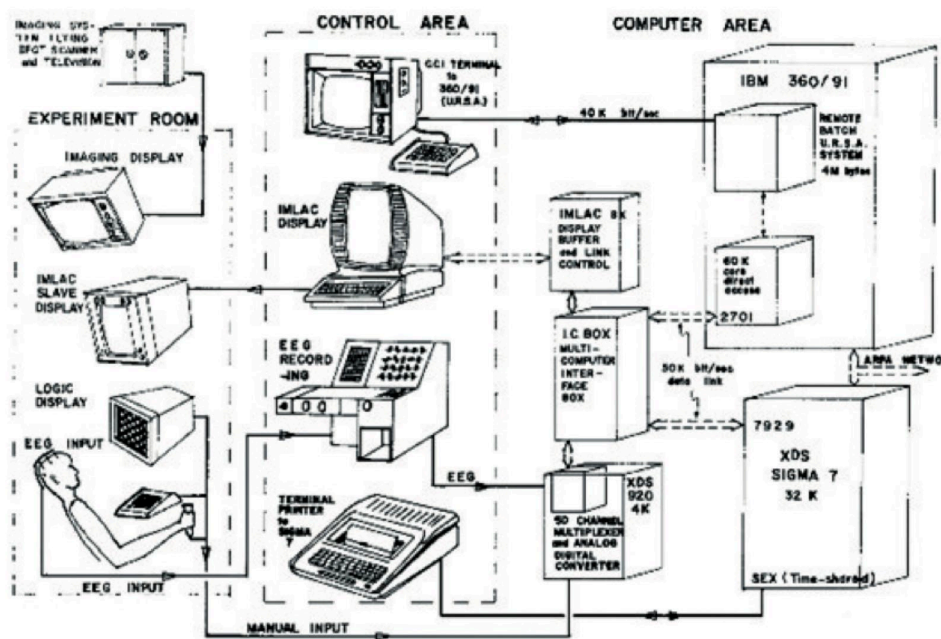 IMAGING SYS-
TEM FLYING
SPOT SCANNER
and TELEVISION
CONTROL AREA
COMPUTER AREA
EXPERIMENT ROOM
IMAGING DISPLAY
IMLAC
SLAVE
DISPLAY
LOGIC
DISPLAY
EEG INPUT
EEG INPUT
MANUAL INPUT
CCI TERMINAL
to
360/91
(U.R.S.A.)
IMLAC
DISPLAY
EEG
RECORD
-ING
TERMINAL
PRINTER
to
SIGMA
7
EEG
40 K bit/sec
IBM 360/91
REMOTE
BATCH
U.R.S.A.
SYSTEM
4M bytes
60 K
core
direct
access
2701
IMLAC 8K
DISPLAY
BUFFER
and LINK
CONTROL
I.C BOX
MULTI-
COMPUTER
INTER-
FACE
BOX
50K bit/sec
data link
ARPA NETWO
7929
XDS
SIGMA 7
32 K
SEX (Time-shared)
XDS
920
4K
50 CHANNEL
MULTIPLEXER
and ANALOG
DIGITAL
CONVERTER